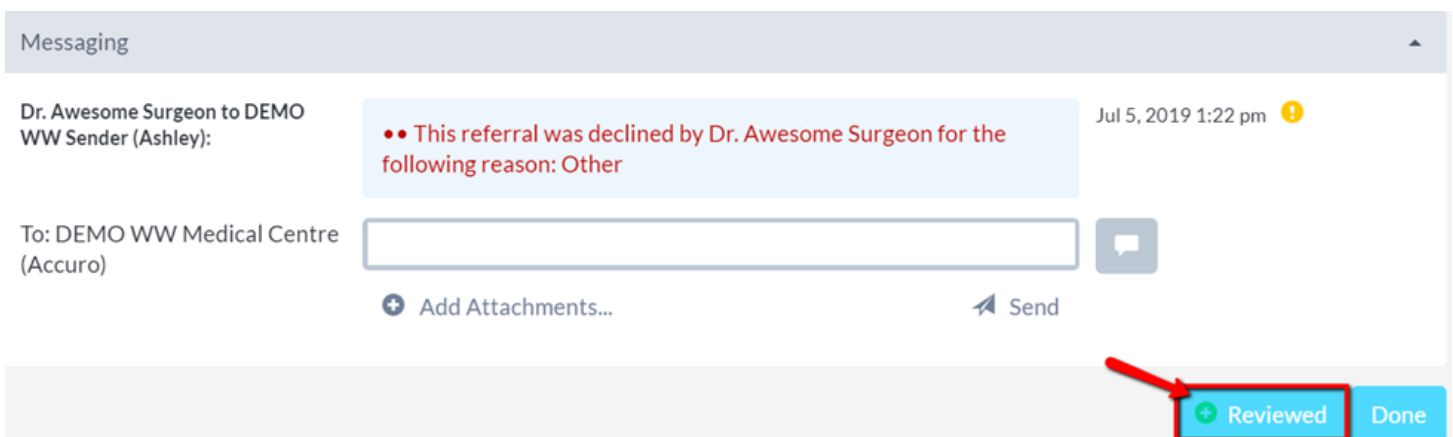 Messaging
Dr. Awesome Surgeon to DEMO
WW Sender (Ashley):
•• This referral was declined by Dr. Awesome Surgeon for the
following reason: Other
Jul 5, 2019 1:22 pm
To: DEMO WW Medical Centre
(Accuro)
Add Attachments...
Send
Reviewed
Done